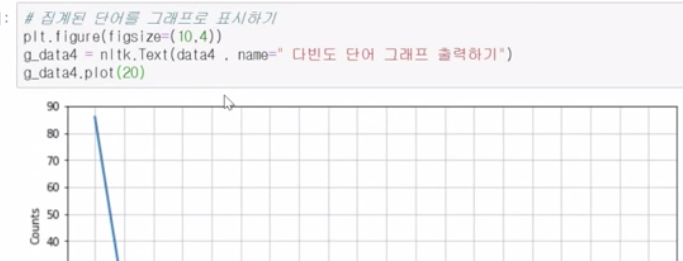 ]:
# 집계된 단어를 그래프로 표시하기
plt.figure(figsize=(10,4))
g_data4 = nltk.Text(data4 , name=" 다빈도 단어 그래프 출력하기")
g_data4.plot(20)
90
80
70
60
50
40
Counts